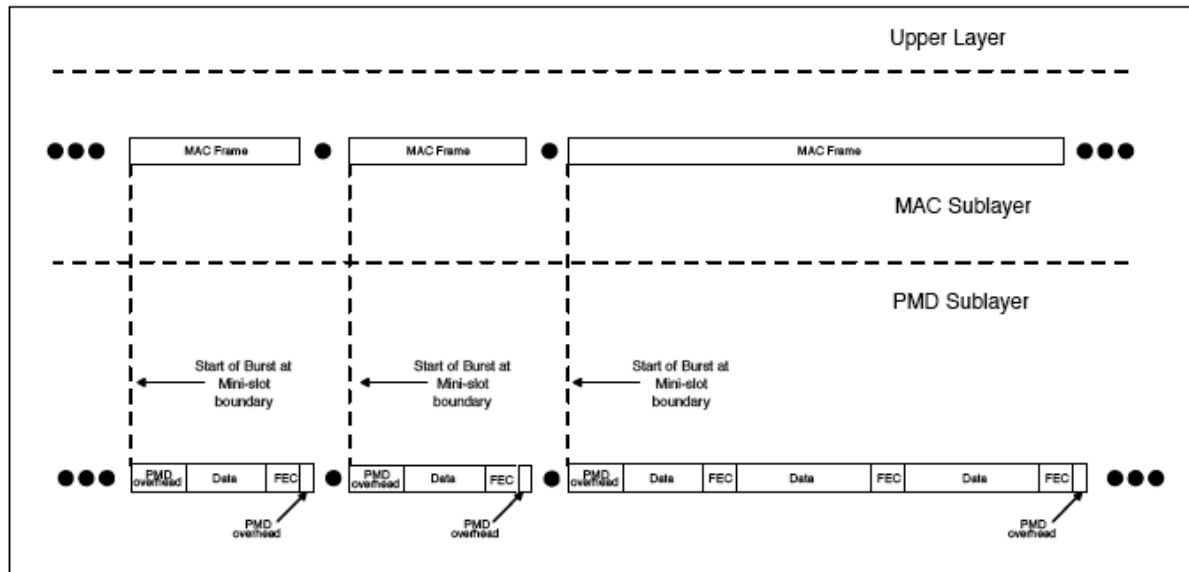 Upper Layer
MAC Frame
MAC Frame
MAC Frame
MAC Sublayer
PMD Sublayer
Start of Burst at
Mini-slot
boundary
Start of Burst at
Mini-slot
boundary
Start of Burst at
Mini-slot
boundary
PMD
overhead
Data
FEC
PMD
overhead
Data
FEC
PMD
overhead
Data
FEC
Data
FEC
Data
FEC
PMD
overhead
PMD
overhead
PMD
overhead